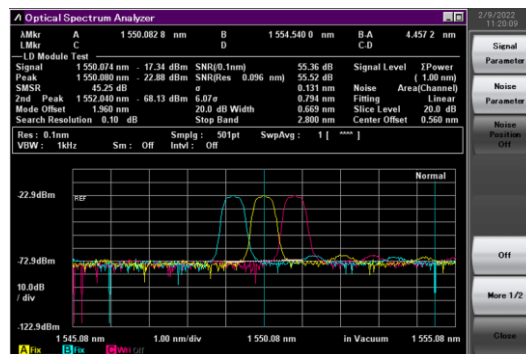 Optical Spectrum Analyzer
2/9/2022
11:20:09
λMkr A 1 550.082 8 nm B 1 554.540 0 nm B-A 4.457 2 nm
LMkr C D C-D
LD Module Test
Signal 1 550.074 nm - 17.34 dBm SNR(/0.1nm) 55.36 dB Signal Level ΣPower
Peak 1 550.080 nm - 22.88 dBm SNR(Res 0.096 nm) 55.52 dB ( 1.00 nm)
SMSR 45.25 dB σ 0.131 nm Noise Area(Channel)
2nd Peak 1 552.040 nm - 68.13 dBm 6.07σ 0.794 nm Fitting Linear
Mode Offset 1.960 nm 20.0 dB Width 0.669 nm Slice Level 20.0 dB
Search Resolution 0.10 dB Stop Band 2.800 nm Center Offset 0.560 nm
Res : 0.1nm Smplg : 501pt SwpAvg : 1 [ **** ]
VBW : 1kHz Sm : Off Intvl : Off
Normal
-22.9dBm
REF
-72.9dBm
10.0dB
/ div
-122.9dBm
1 545.08 nm 1.00 nm/div 1 550.08 nm in Vacuum 1 555.08 nm
A Fix B Fix C Wri Off
Signal
Parameter
Noise
Parameter
Noise
Position
Off
Off
More 1/2
Close